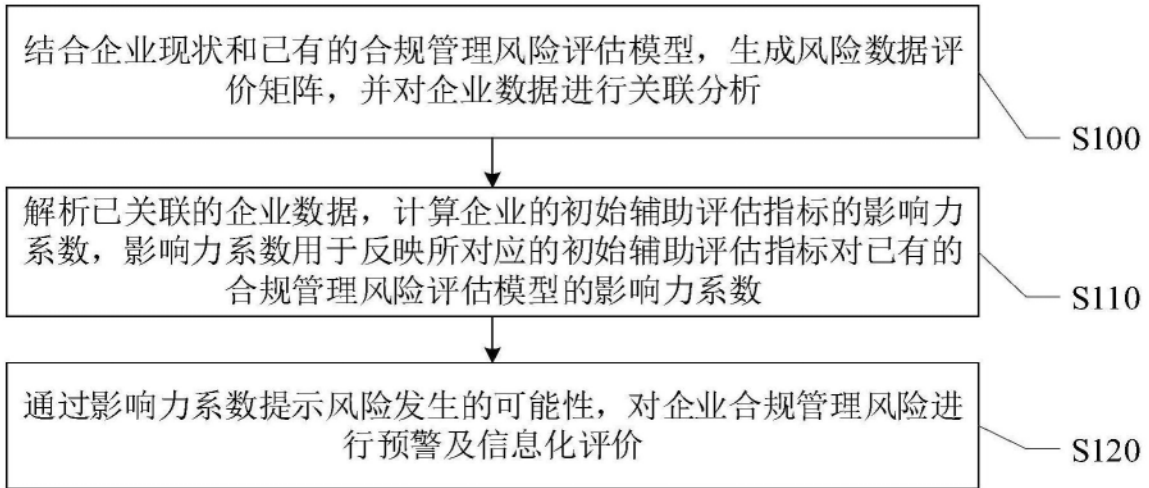 结合企业现状和已有的合规管理风险评估模型，生成风险数据评
价矩阵，并对企业数据进行关联分析
S100
解析已关联的企业数据，计算企业的初始辅助评估指标的影响力
系数，影响力系数用于反映所对应的初始辅助评估指标对已有的
合规管理风险评估模型的影响力系数
S110
通过影响力系数提示风险发生的可能性，对企业合规管理风险进
行预警及信息化评价
S120